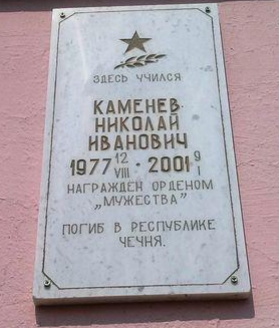 ЗДЕСЬ УЧИЛСЯ
КАМЕНЕВ
НИКОЛАЙ
ИВАНОВИЧ
1977 12 VIII - 2001 9 I
НАГРАЖДЕН ОРДЕНОМ
„МУЖЕСТВА"
ПОГИБ В РЕСПУБЛИКЕ
ЧЕЧНЯ.